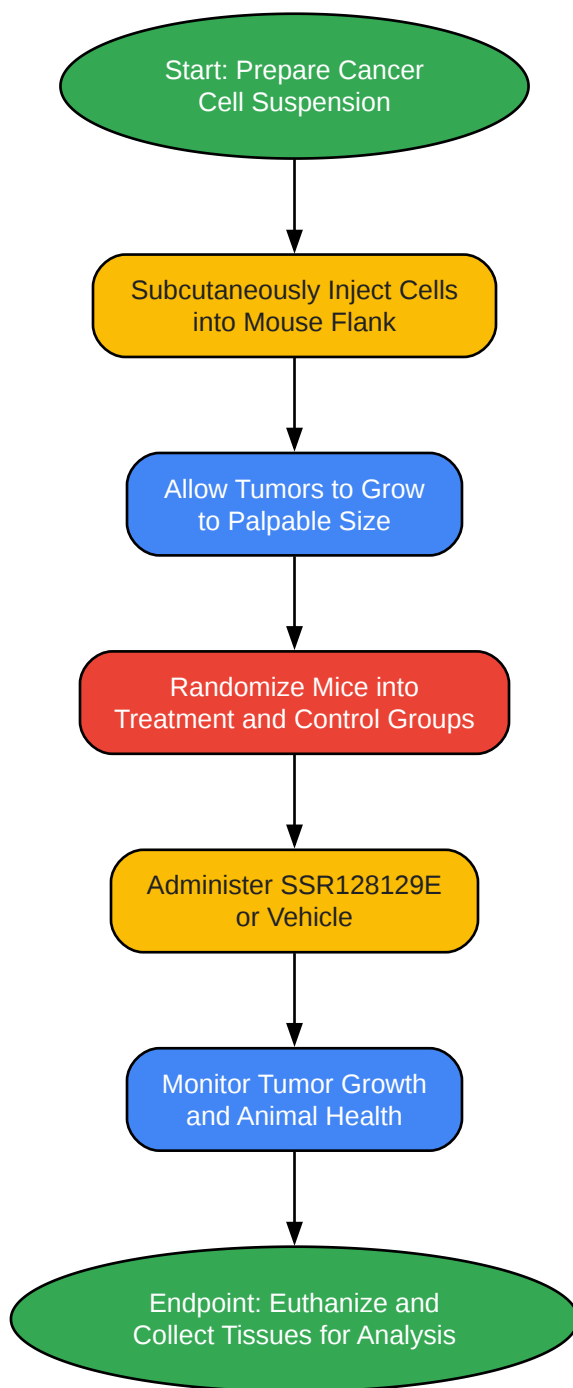 Start: Prepare Cancer
Cell Suspension
Subcutaneously Inject Cells
into Mouse Flank
Allow Tumors to Grow
to Palpable Size
Randomize Mice into
Treatment and Control Groups
Administer SSR128129E
or Vehicle
Monitor Tumor Growth
and Animal Health
Endpoint: Euthanize and
Collect Tissues for Analysis